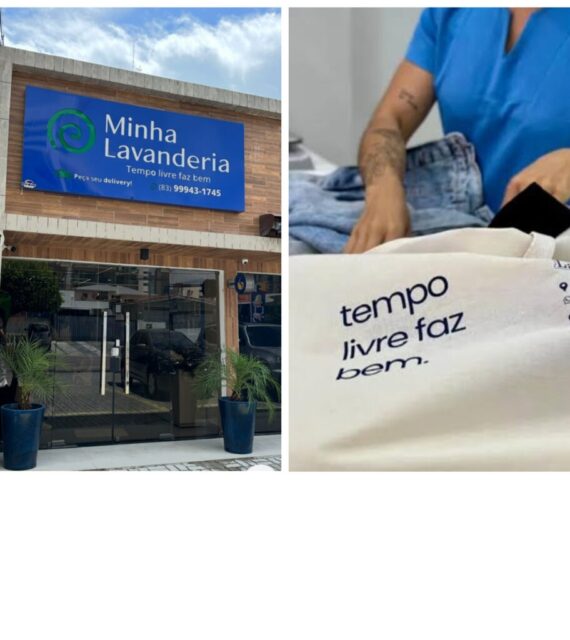 Minha
Lavanderia
Tempo livre faz bem
Peça seu delivery!
(83) 99943-1745
tempo
livre faz
bem.